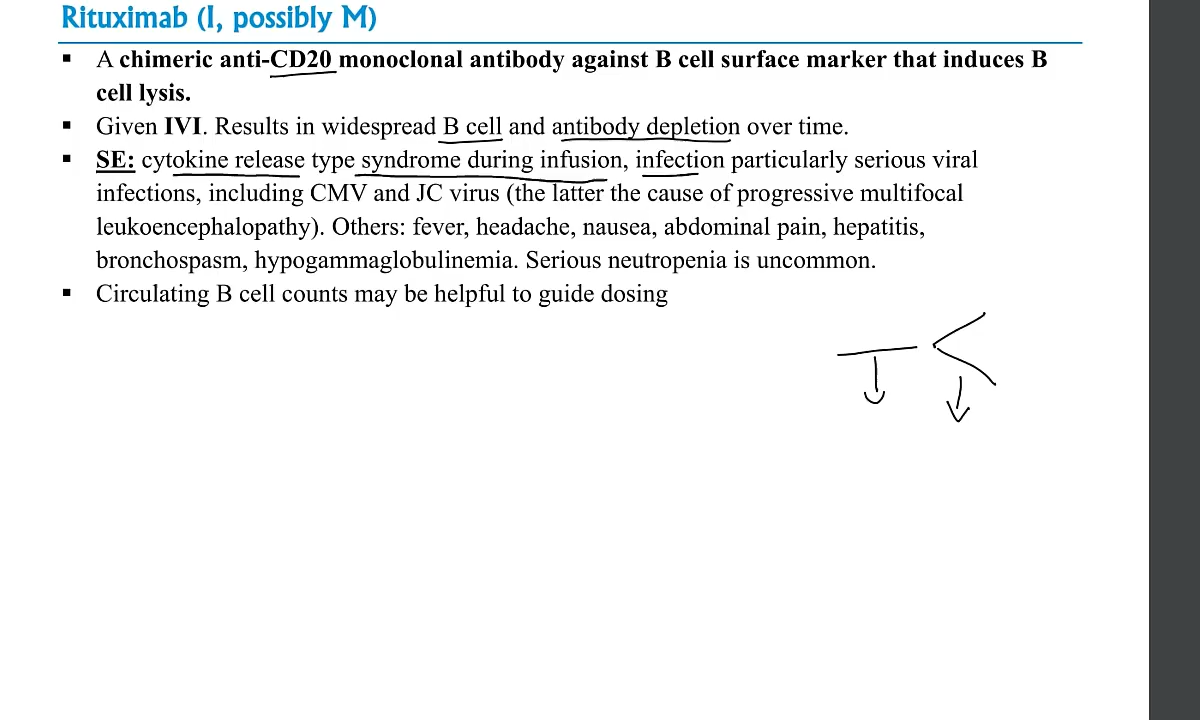 Rituximab (I, possibly M)
▪ A chimeric anti-CD20 monoclonal antibody against B cell surface marker that induces B
cell lysis.
▪ Given IVI. Results in widespread B cell and antibody depletion over time.
▪ SE: cytokine release type syndrome during infusion, infection particularly serious viral
infections, including CMV and JC virus (the latter the cause of progressive multifocal
leukoencephalopathy). Others: fever, headache, nausea, abdominal pain, hepatitis,
bronchospasm, hypogammaglobulinemia. Serious neutropenia is uncommon.
▪ Circulating B cell counts may be helpful to guide dosing